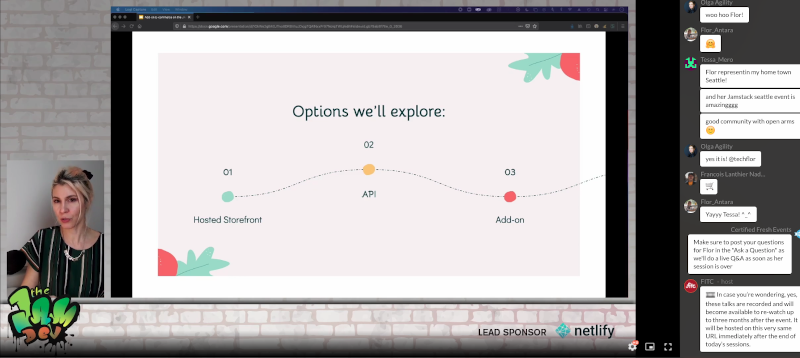 Options we'll explore:
02
01
03
API
Hosted Storefront
Add-on
the
JAM
DEV
LEAD SPONSOR netlify
Olga Agility
woo hoo Flor!
Flor_Antara
Tessa_Mero
Flor representin my home town
Seattle!
and her Jamstack seattle event is
amazingggg
good community with open arms
Olga Agility
yes it is! @techflor
Francois Lanthier Nad...
Flor_Antara
Yayyy Tessa! ^_^
Certified Fresh Events
Make sure to post your questions
for Flor in the "Ask a Question" as
we'll do a live Q&A as soon as her
session is over
fitc
FITC - host
In case you're wondering, yes,
these talks are recorded and will
become available to re-watch up
to three months after the event. It
will be hosted on this very same
URL immediately after the end of
today's sessions.